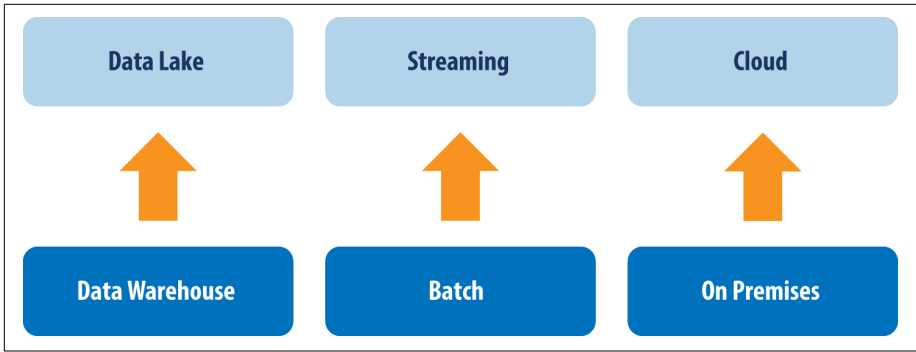 Data Lake
Streaming
Cloud
Data Warehouse
Batch
On Premises